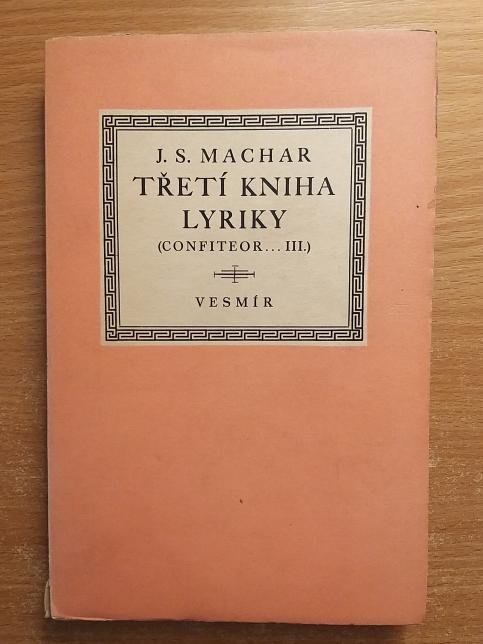 J. S. MACHAR
TŘETÍ KNIHA
LYRIKY
(CONFITEOR... III.)
VESMÍR